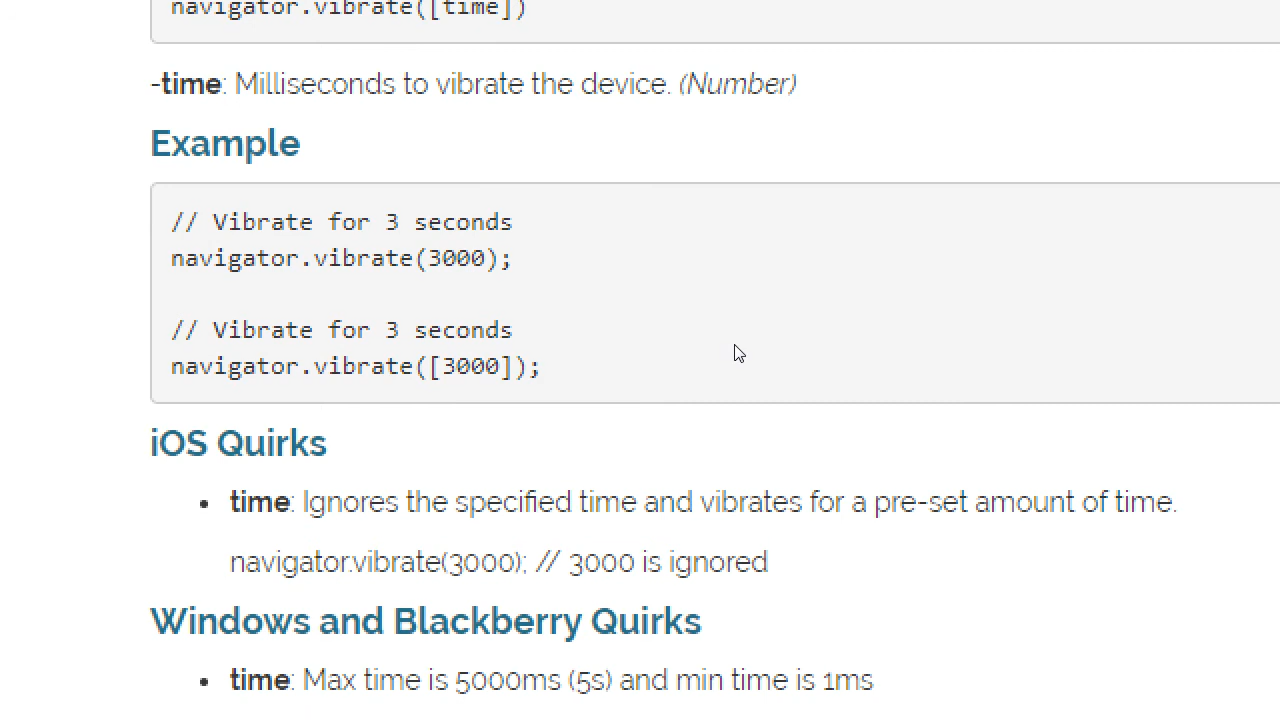 navigator.vibrate([time])
-time: Milliseconds to vibrate the device. (Number)
Example
// Vibrate for 3 seconds
navigator.vibrate(3000);
// Vibrate for 3 seconds
navigator.vibrate([3000]);
iOS Quirks
• time: Ignores the specified time and vibrates for a pre-set amount of time.
navigator.vibrate(3000); // 3000 is ignored
Windows and Blackberry Quirks
• time: Max time is 5000ms (5s) and min time is 1ms